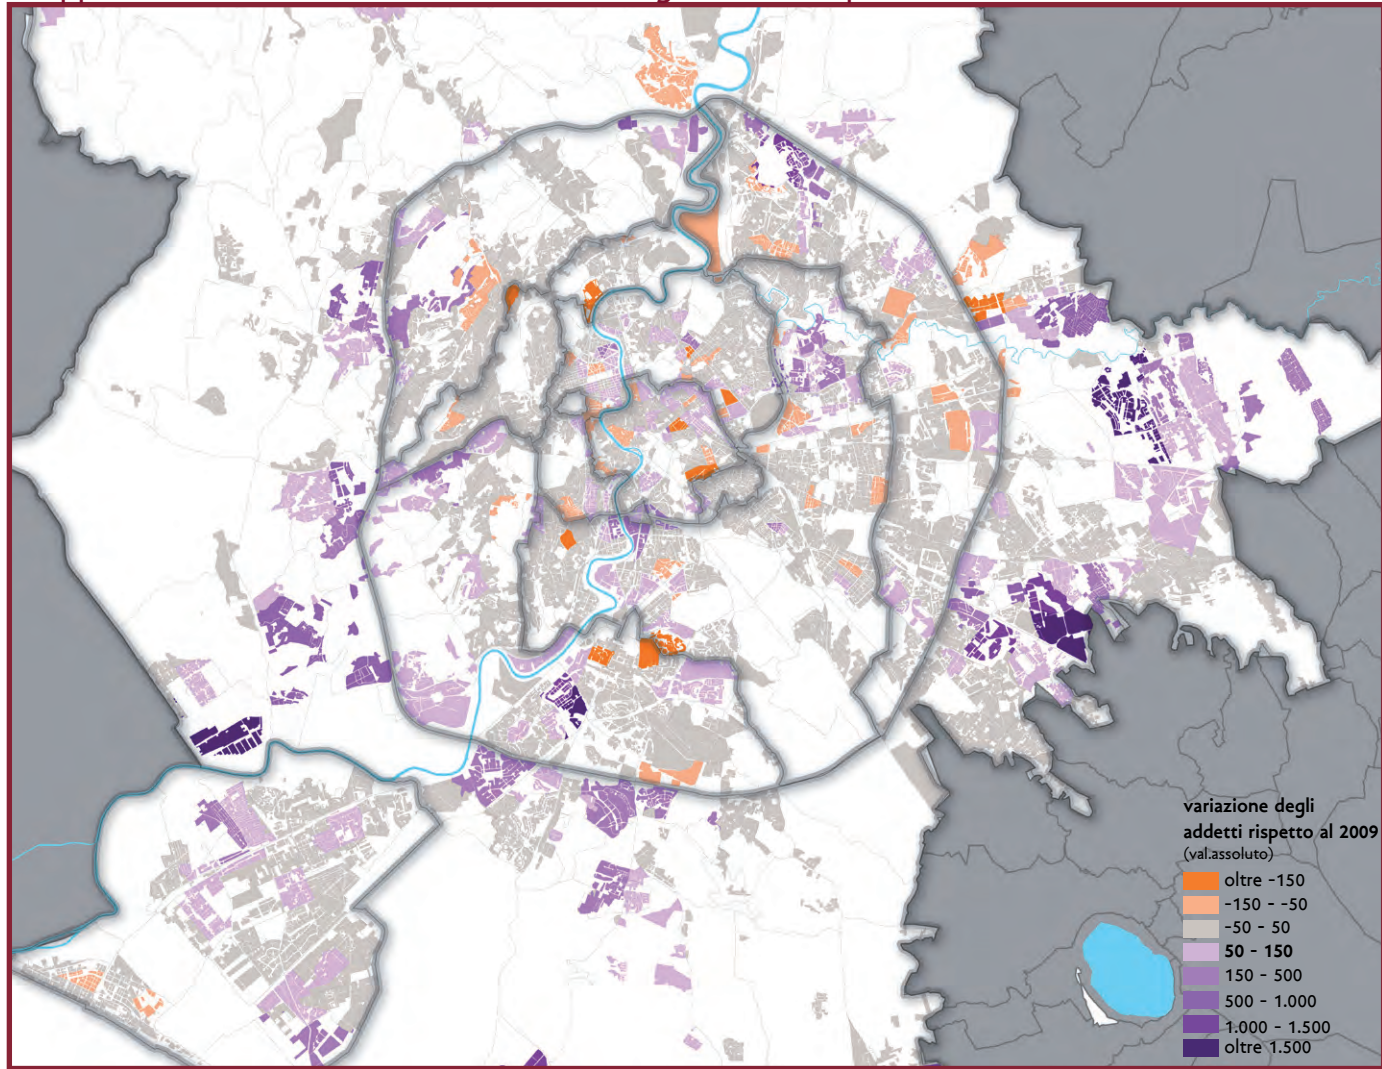 variazione degli
addetti rispetto al 2009
(val.assoluto)
oltre -150
-150 - -50
-50 - 50
50 - 150
150 - 500
500 - 1.000
1.000 - 1.500
oltre 1.500